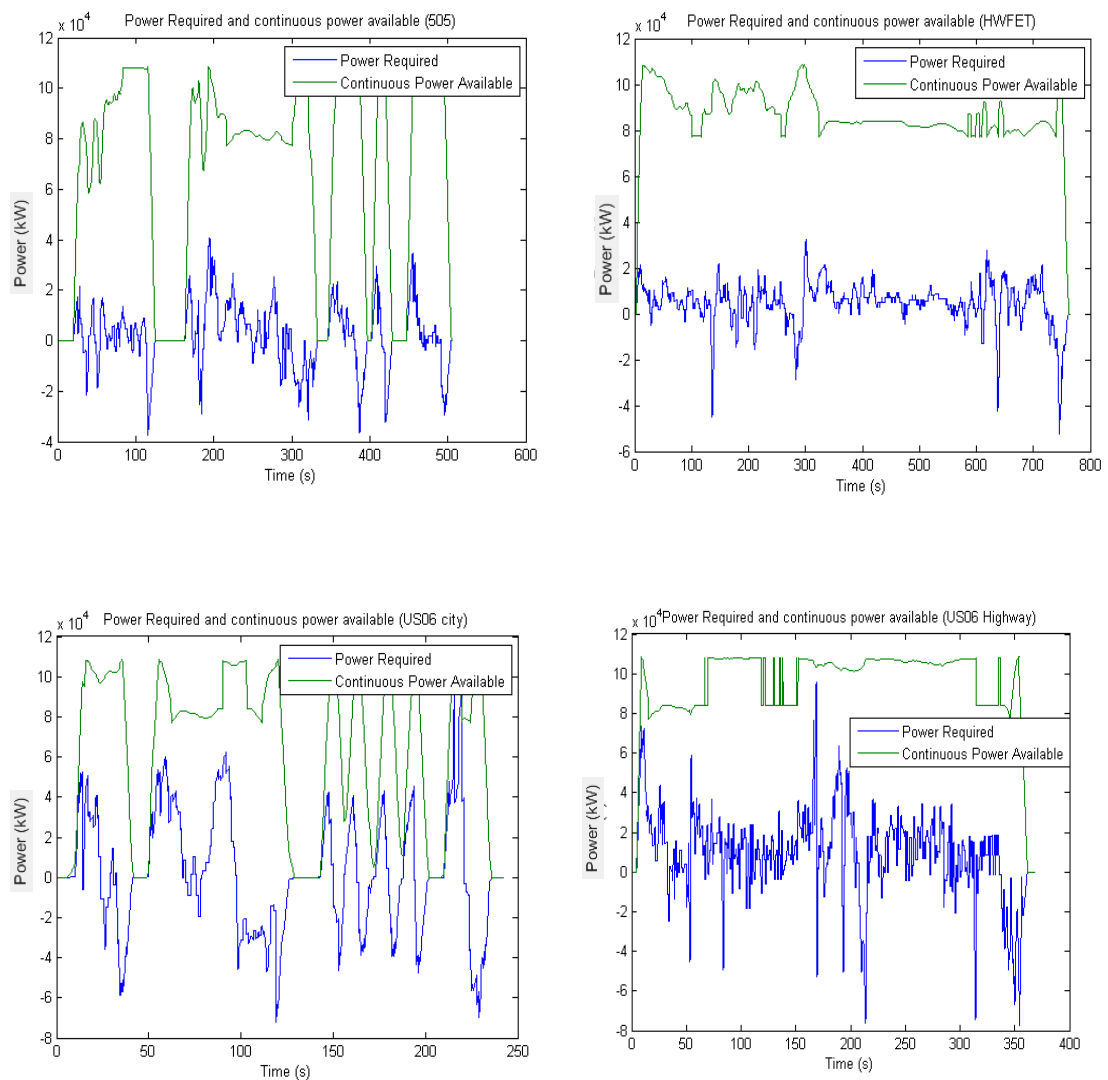 Power Required and continuous power available (505)
x 10^4
Power Required
Continuous Power Available
12
10
8
6
4
2
0
-2
-4
Power (kW)
0 100 200 300 400 500 600
Time (s)
Power Required and continuous power available (HWFET)
x 10^4
Power Required
Continuous Power Available
12
10
8
6
4
2
0
-2
-4
-6
Power (kW)
0 100 200 300 400 500 600 700 800
Time (s)
Power Required and continuous power available (US06 city)
x 10^4
Power Required
Continuous Power Available
12
10
8
6
4
2
0
-2
-4
-6
-8
Power (kW)
0 50 100 150 200 250
Time (s)
Power Required and continuous power available (US06 Highway)
x 10^4
Power Required
Continuous Power Available
12
10
8
6
4
2
0
-2
-4
-6
-8
Power (kW)
0 50 100 150 200 250 300 350 400
Time (s)